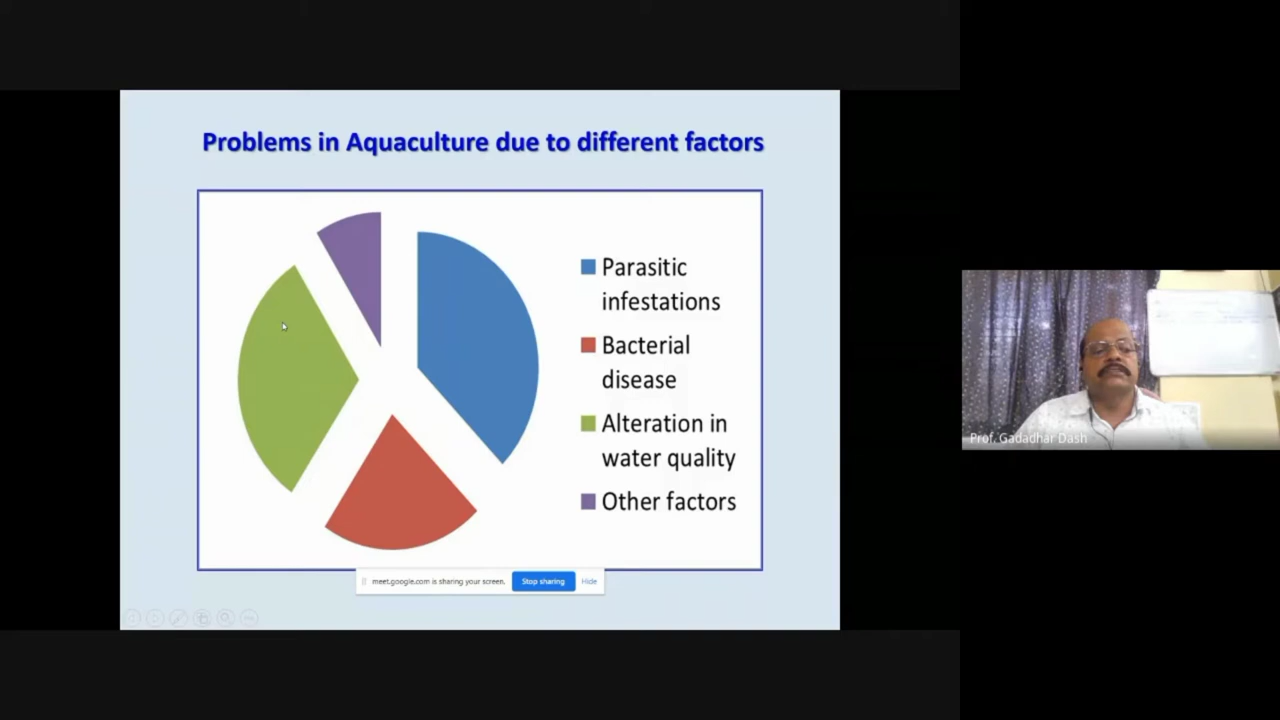 Problems in Aquaculture due to different factors
Parasitic
infestations
Bacterial
disease
Alteration in
water quality
Other factors
meet.google.com is sharing your screen.
Stop sharing
Hide
Prof. Gadadhar Dash